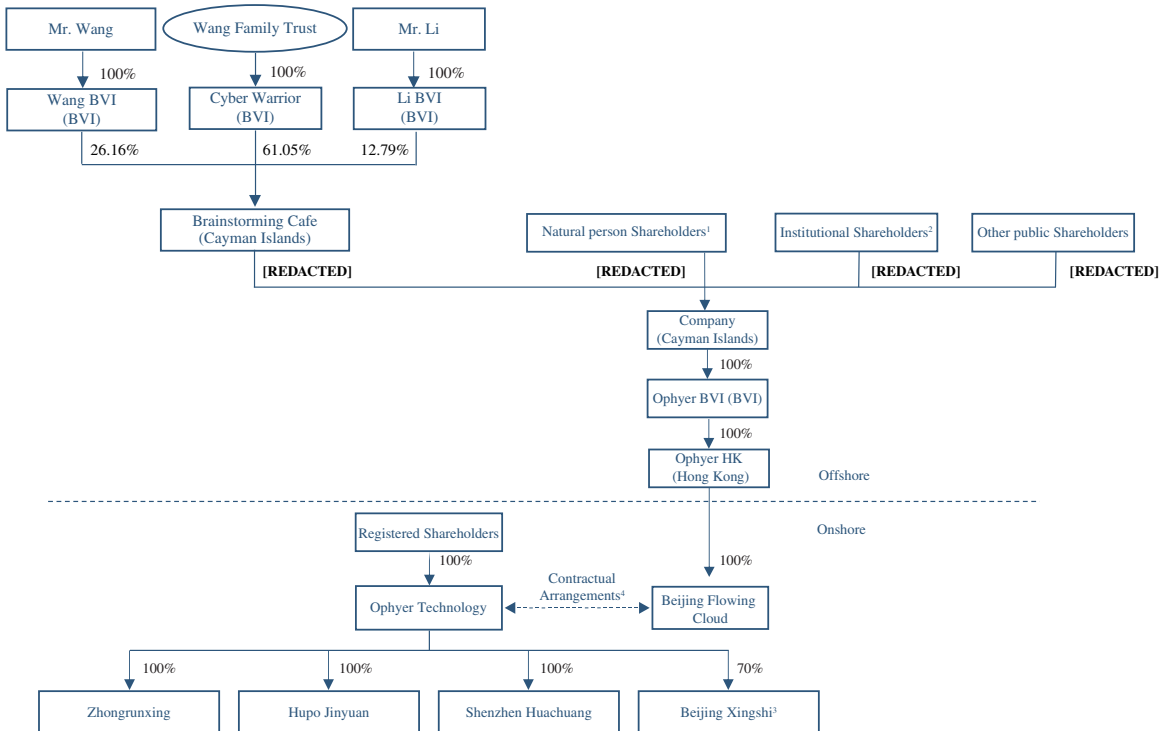 Mr. Wang
Wang Family Trust
Mr. Li
100%
100%
100%
Wang BVI
(BVI)
Cyber Warrior
(BVI)
Li BVI
(BVI)
26.16%
61.05%
12.79%
Brainstorming Cafe
(Cayman Islands)
Natural person Shareholders¹
Institutional Shareholders²
Other public Shareholders
[REDACTED]
[REDACTED]
[REDACTED]
[REDACTED]
Company
(Cayman Islands)
100%
Ophyer BVI (BVI)
100%
Ophyer HK
(Hong Kong)
Offshore
Onshore
Registered Shareholders
100%
100%
Contractual
Arrangements⁴
Ophyer Technology
Beijing Flowing
Cloud
100%
100%
100%
70%
Zhongrunxing
Hupo Jinyuan
Shenzhen Huachuang
Beijing Xingshi³